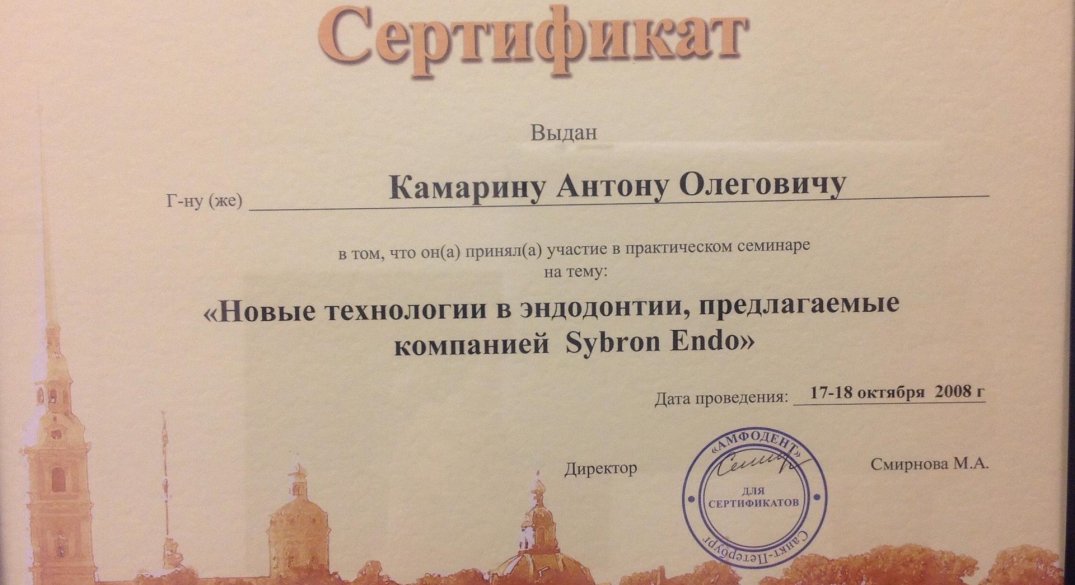 Сертификат
Выдан
Г-ну (же) Камарину Антону Олеговичу
в том, что он(а) принял(а) участие в практическом семинаре
на тему:
«Новые технологии в эндодонтии, предлагаемые
компанией Sybron Endo»
Дата проведения: 17-18 октября 2008 г
Директор
«АМФОДЕНТ»
ДЛЯ
СЕРТИФИКАТОВ
Санкт-Петербург
Смирнова М.А.